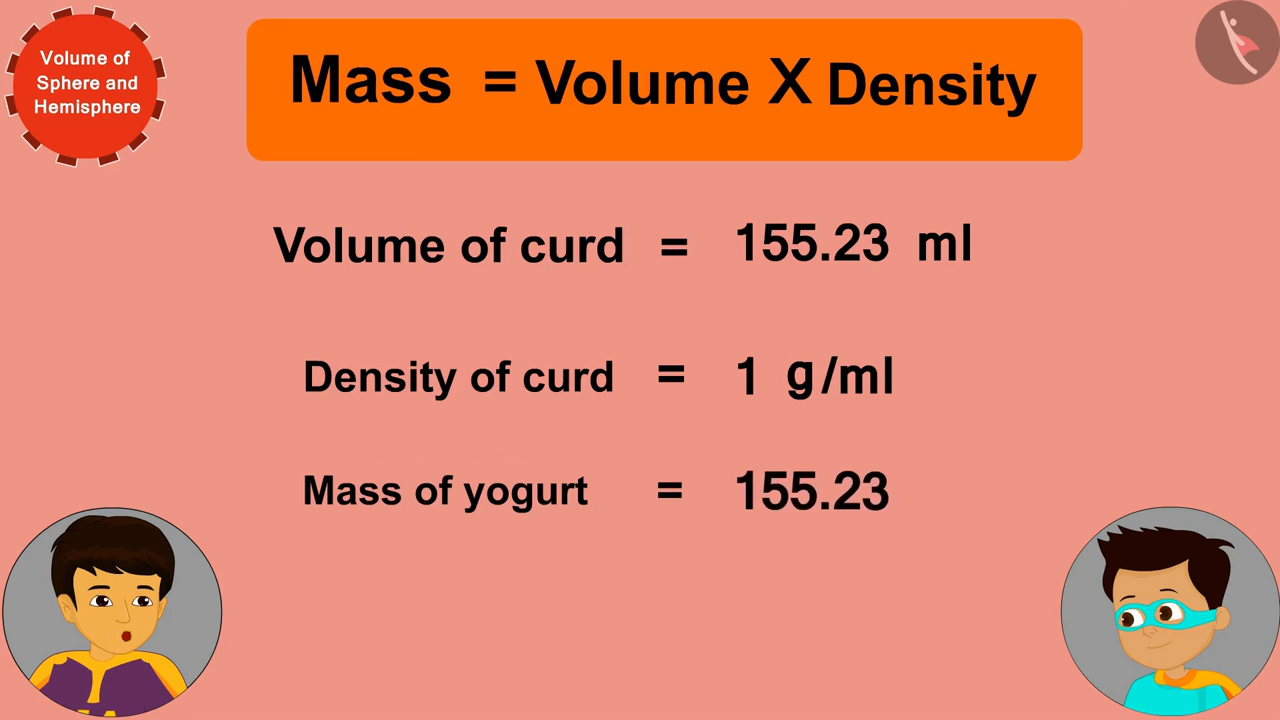 Volume of
Sphere and
Hemisphere
Mass = Volume X Density
Volume of curd = 155.23 ml
Density of curd = 1 g/ml
Mass of yogurt = 155.23